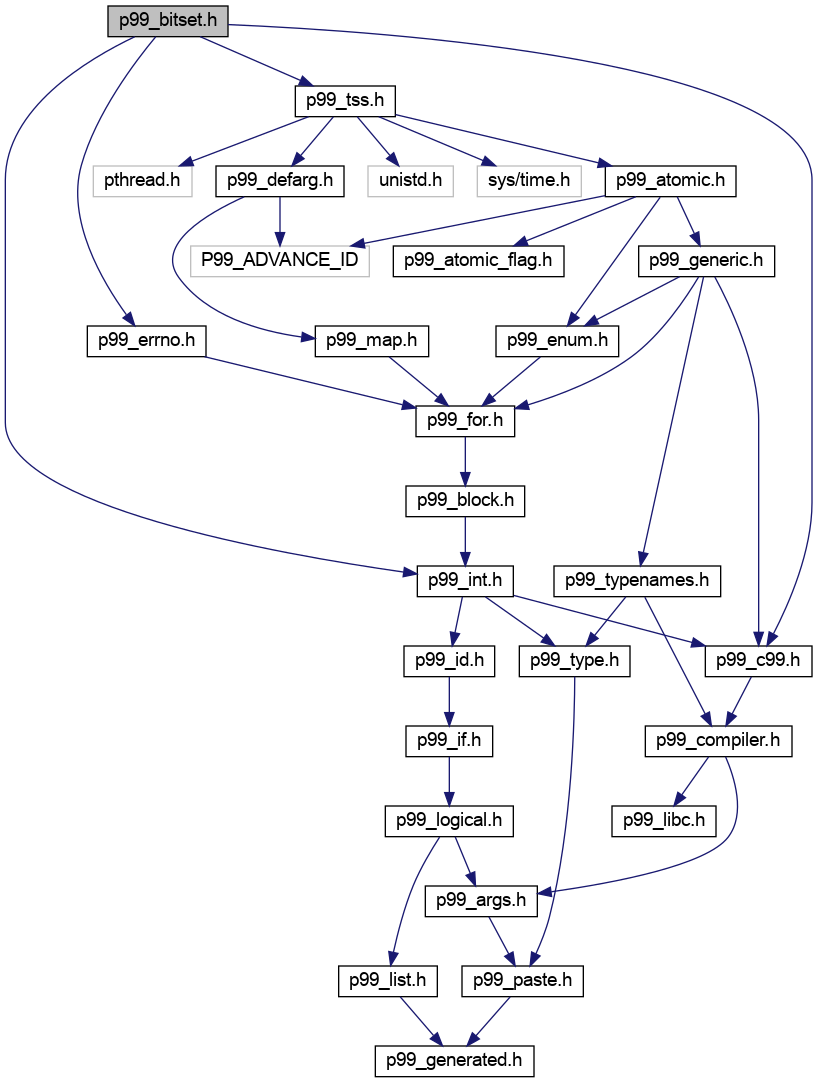 p99_bitset.h
p99_tss.h
pthread.h
p99_defarg.h
unistd.h
sys/time.h
p99_atomic.h
P99_ADVANCE_ID
p99_atomic_flag.h
p99_generic.h
p99_errno.h
p99_map.h
p99_enum.h
p99_for.h
p99_block.h
p99_int.h
p99_typenames.h
p99_id.h
p99_type.h
p99_c99.h
p99_if.h
p99_compiler.h
p99_logical.h
p99_libc.h
p99_args.h
p99_list.h
p99_paste.h
p99_generated.h